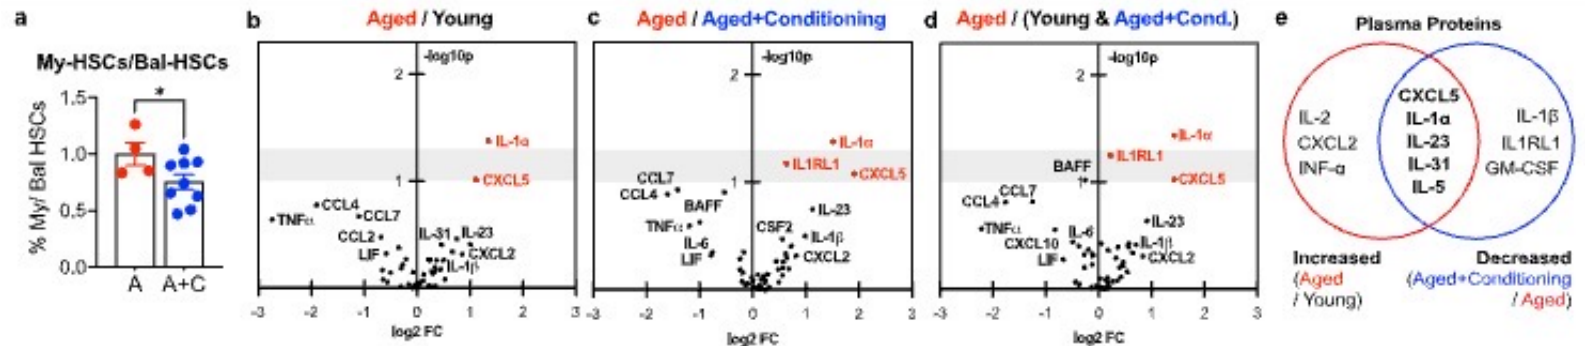 a
My-HSCs/Bal-HSCs
*
% My/ Bal HSCs
1.5
1.0
0.5
0.0
A A+C
b
Aged / Young
-log10p
2
1
IL-1α
CXCL5
CCL4
TNFα
CCL7
CCL2
LIF
IL-31
IL-23
CXCL2
IL-1β
-3 -2 -1 0 1 2 3
log2 FC
c
Aged / Aged+Conditioning
-log10p
2
1
IL-1α
IL1RL1
CXCL5
CCL7
CCL4
BAFF
TNFα
IL-6
LIF
IL-23
CSF2
IL-1β
CXCL2
-3 -2 -1 0 1 2 3
log2 FC
d
Aged / (Young & Aged+Cond.)
-log10p
2
1
IL-1α
IL1RL1
CXCL5
BAFF
CCL7
CCL4
TNFα
IL-6
CXCL10
LIF
IL-23
IL-1β
CXCL2
-3 -2 -1 0 1 2 3
log2 FC
e
Plasma Proteins
IL-2
CXCL2
INF-α
CXCL5
IL-1α
IL-23
IL-31
IL-5
IL-1β
IL1RL1
GM-CSF
Increased
(Aged
/ Young)
Decreased
(Aged+Conditioning
/ Aged)